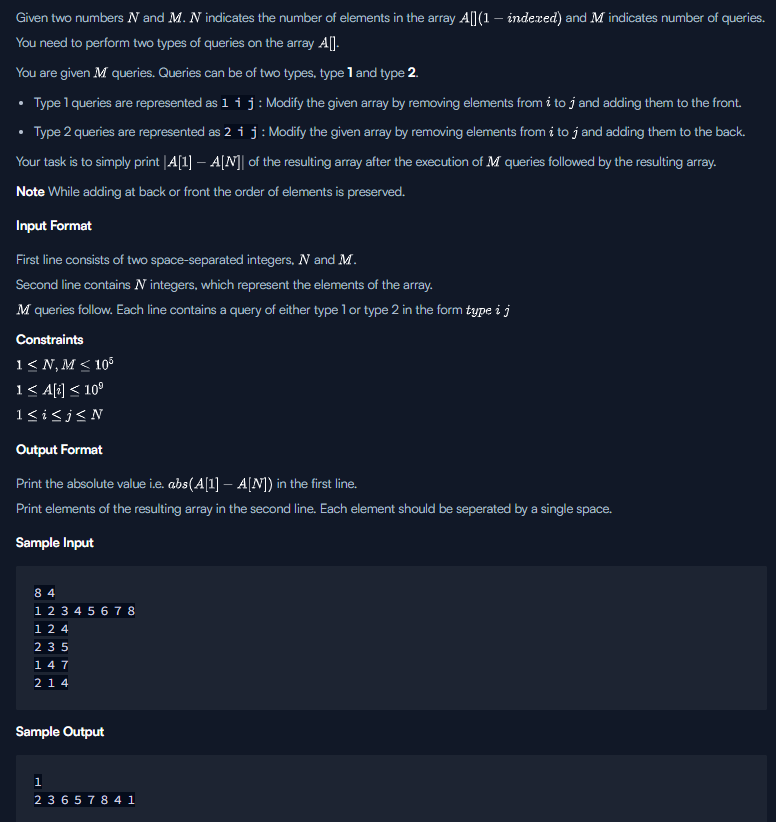 Given two numbers N and M. N indicates the number of elements in the array A[](1 − indexed) and M indicates number of queries.
You need to perform two types of queries on the array A[].
You are given M queries. Queries can be of two types, type 1 and type 2.
• Type 1 queries are represented as 1 i j : Modify the given array by removing elements from i to j and adding them to the front.
• Type 2 queries are represented as 2 i j : Modify the given array by removing elements from i to j and adding them to the back.
Your task is to simply print |A[1] − A[N]| of the resulting array after the execution of M queries followed by the resulting array.
Note While adding at back or front the order of elements is preserved.
Input Format
First line consists of two space-separated integers, N and M.
Second line contains N integers, which represent the elements of the array.
M queries follow. Each line contains a query of either type 1 or type 2 in the form type i j
Constraints
1 ≤ N, M ≤ 10⁵
1 ≤ A[i] ≤ 10⁹
1 ≤ i ≤ j ≤ N
Output Format
Print the absolute value i.e. abs(A[1] − A[N]) in the first line.
Print elements of the resulting array in the second line. Each element should be seperated by a single space.
Sample Input
8 4
1 2 3 4 5 6 7 8
1 2 4
2 3 5
1 4 7
2 1 4
Sample Output
1
2 3 6 5 7 8 4 1